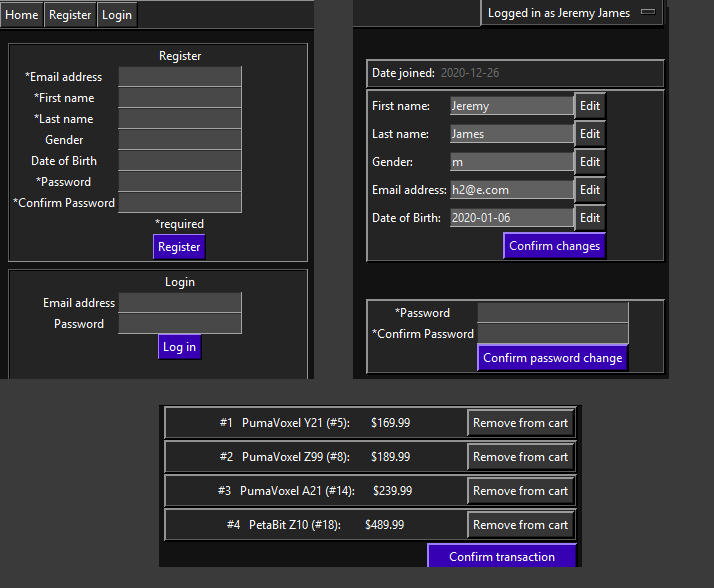 Home Register Login
Register
*Email address
*First name
*Last name
Gender
Date of Birth
*Password
*Confirm Password
*required
Register
Login
Email address
Password
Log in
Logged in as Jeremy James
Date joined: 2020-12-26
First name: Jeremy Edit
Last name: James Edit
Gender: m Edit
Email address: h2@e.com Edit
Date of Birth: 2020-01-06 Edit
Confirm changes
*Password
*Confirm Password
Confirm password change
#1 PumaVoxel Y21 (#5): $169.99 Remove from cart
#2 PumaVoxel Z99 (#8): $189.99 Remove from cart
#3 PumaVoxel A21 (#14): $239.99 Remove from cart
#4 PetaBit Z10 (#18): $489.99 Remove from cart
Confirm transaction